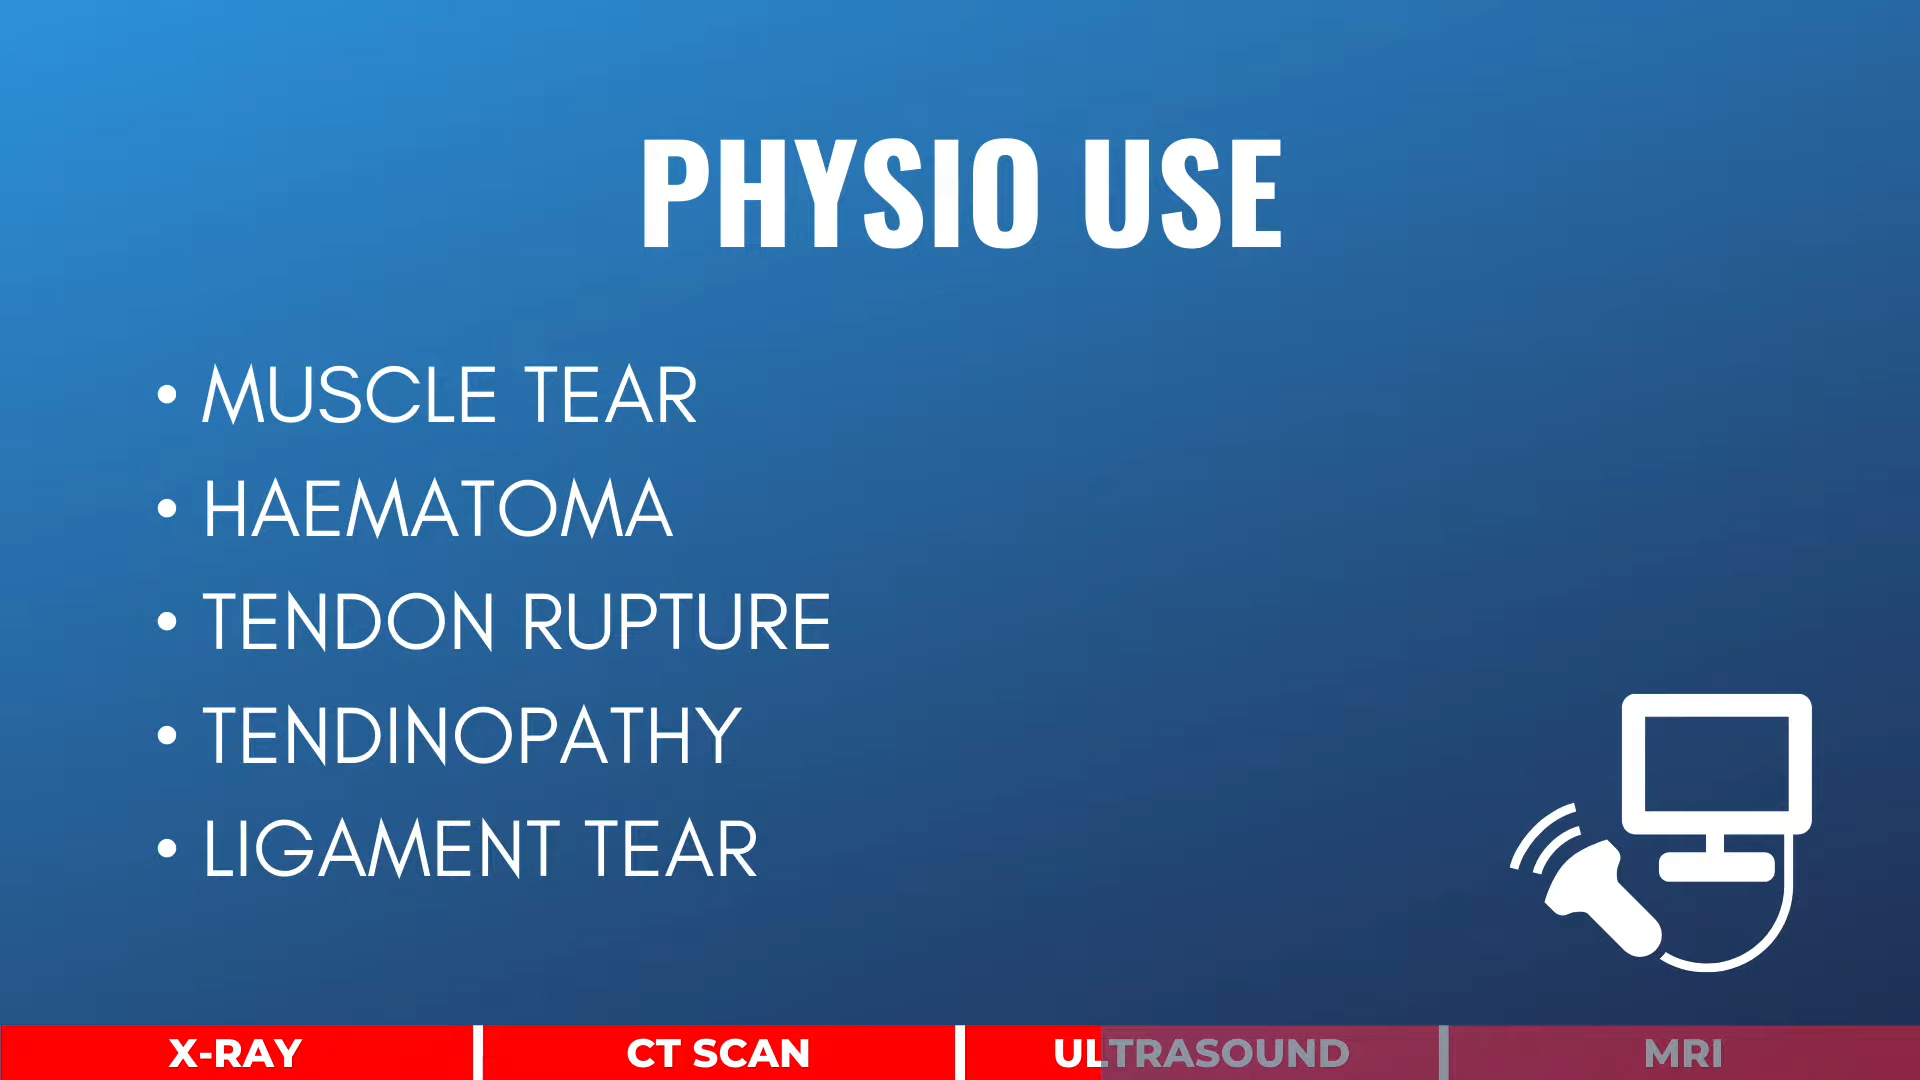 PHYSIO USE
• MUSCLE TEAR
• HAEMATOMA
• TENDON RUPTURE
• TENDINOPATHY
• LIGAMENT TEAR
X-RAY CT SCAN ULTRASOUND MRI